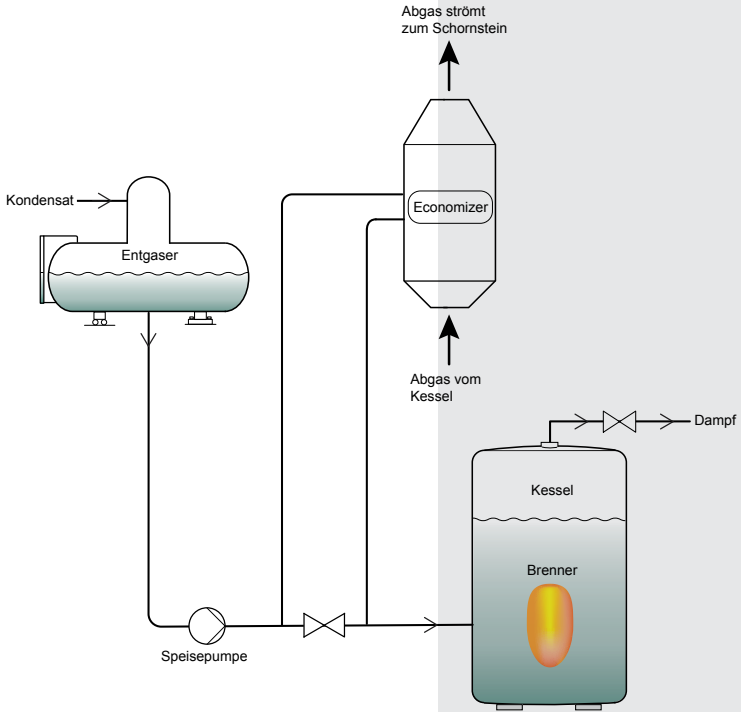 Abgas strömt
zum Schornstein
Kondensat
Economizer
Entgaser
Abgas vom
Kessel
Dampf
Kessel
Brenner
Speisepumpe